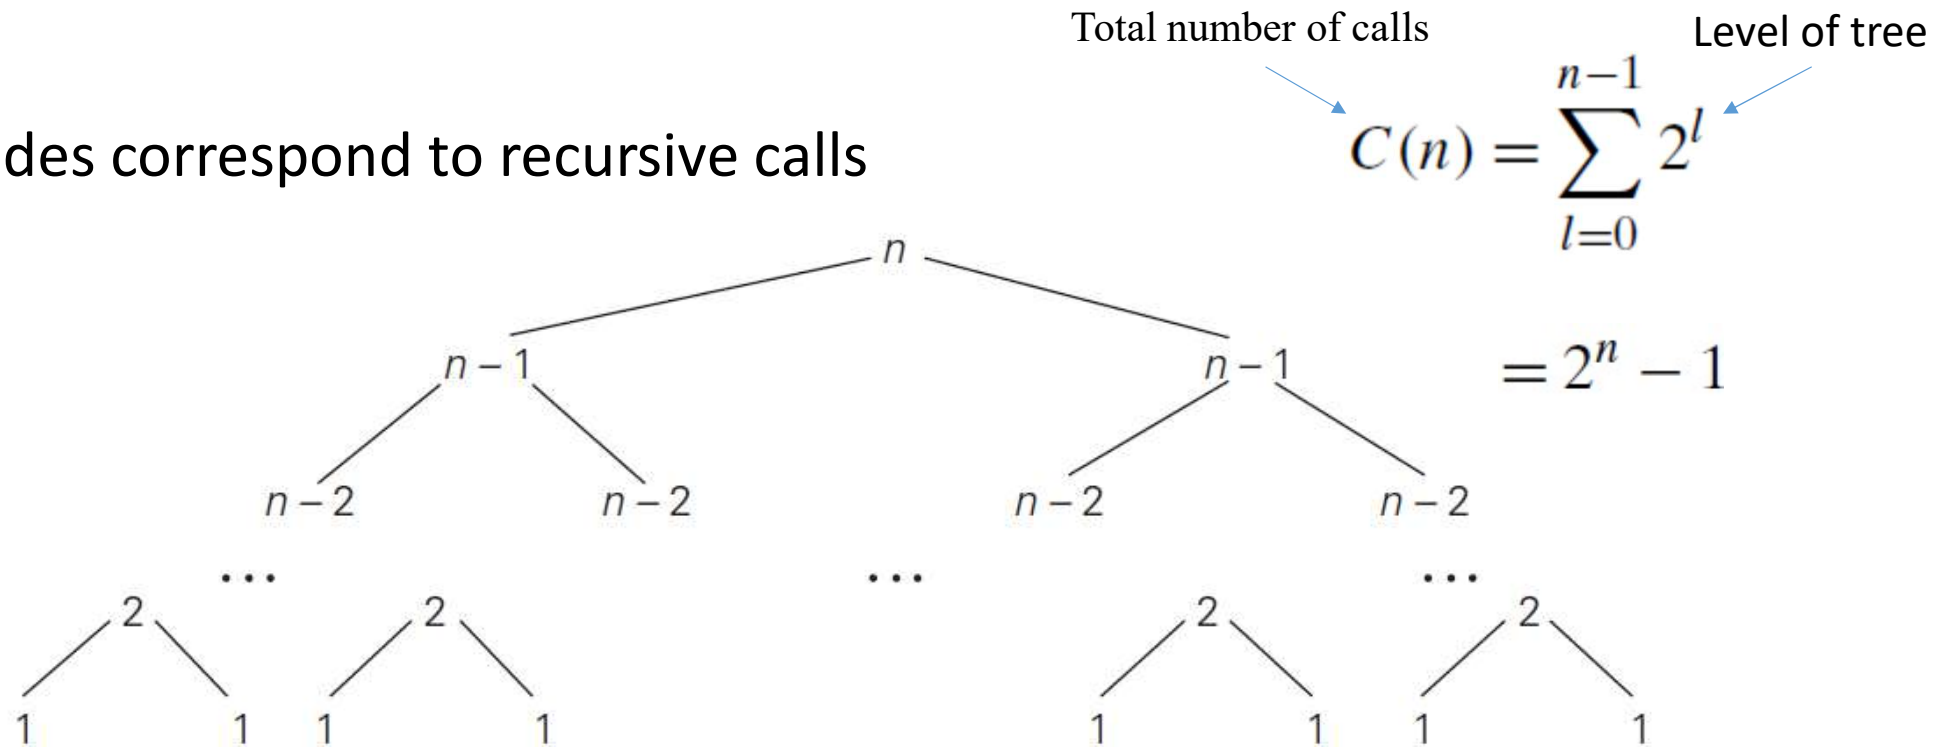 Total number of calls
Level of tree
des correspond to recursive calls
C(n) = \sum_{l=0}^{n-1} 2^l
= 2^n − 1
n
n − 1 n − 1
n − 2 n − 2 n − 2 n − 2
... ... ...
2 2 2 2
1 1 1 1 1 1 1 1